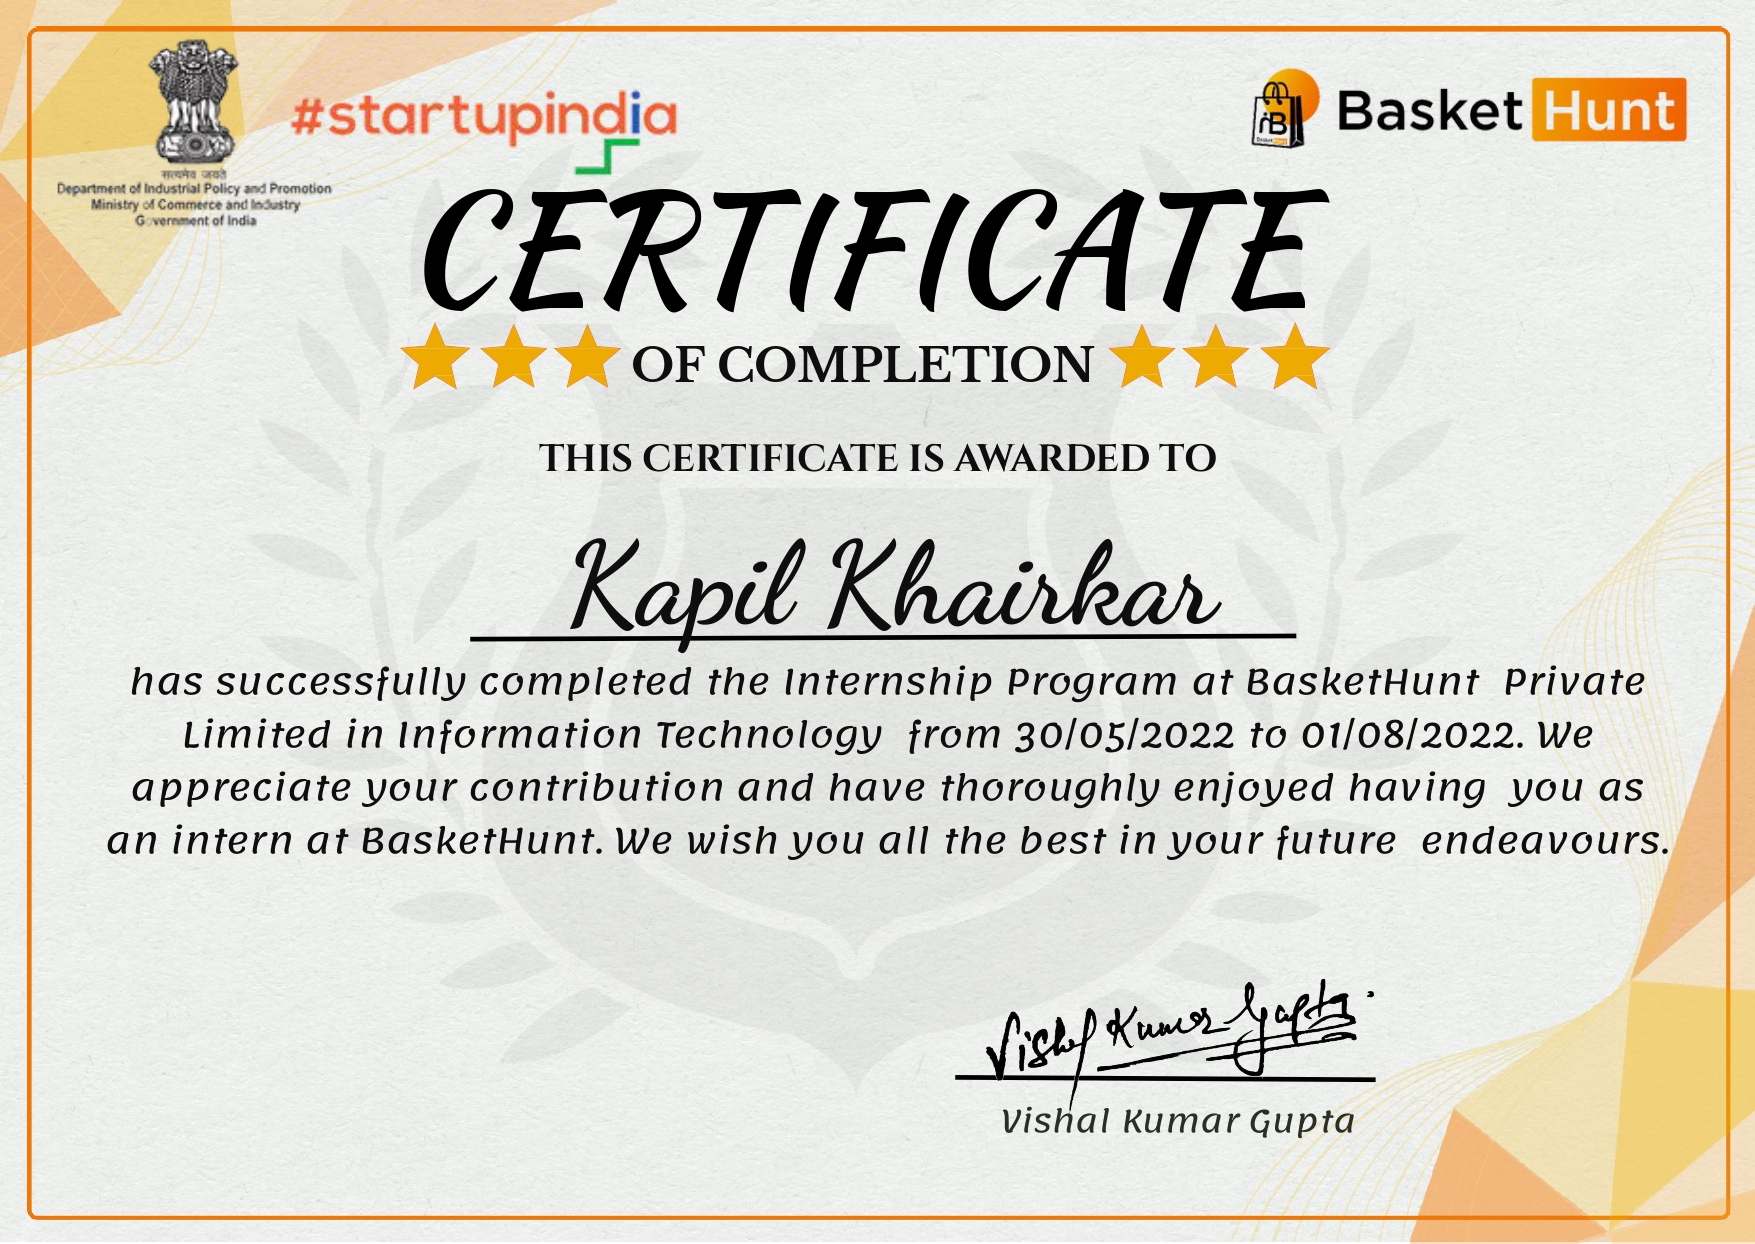 सत्यमेव जयते
Department of Industrial Policy and Promotion
Ministry of Commerce and Industry
Government of India
#startupindia
Basket Hunt
CERTIFICATE
OF COMPLETION
THIS CERTIFICATE IS AWARDED TO
Kapil Khairkar
has successfully completed the Internship Program at BasketHunt Private
Limited in Information Technology from 30/05/2022 to 01/08/2022. We
appreciate your contribution and have thoroughly enjoyed having you as
an intern at BasketHunt. We wish you all the best in your future endeavours.
Vishal Kumar Gupta
Vishal Kumar Gupta